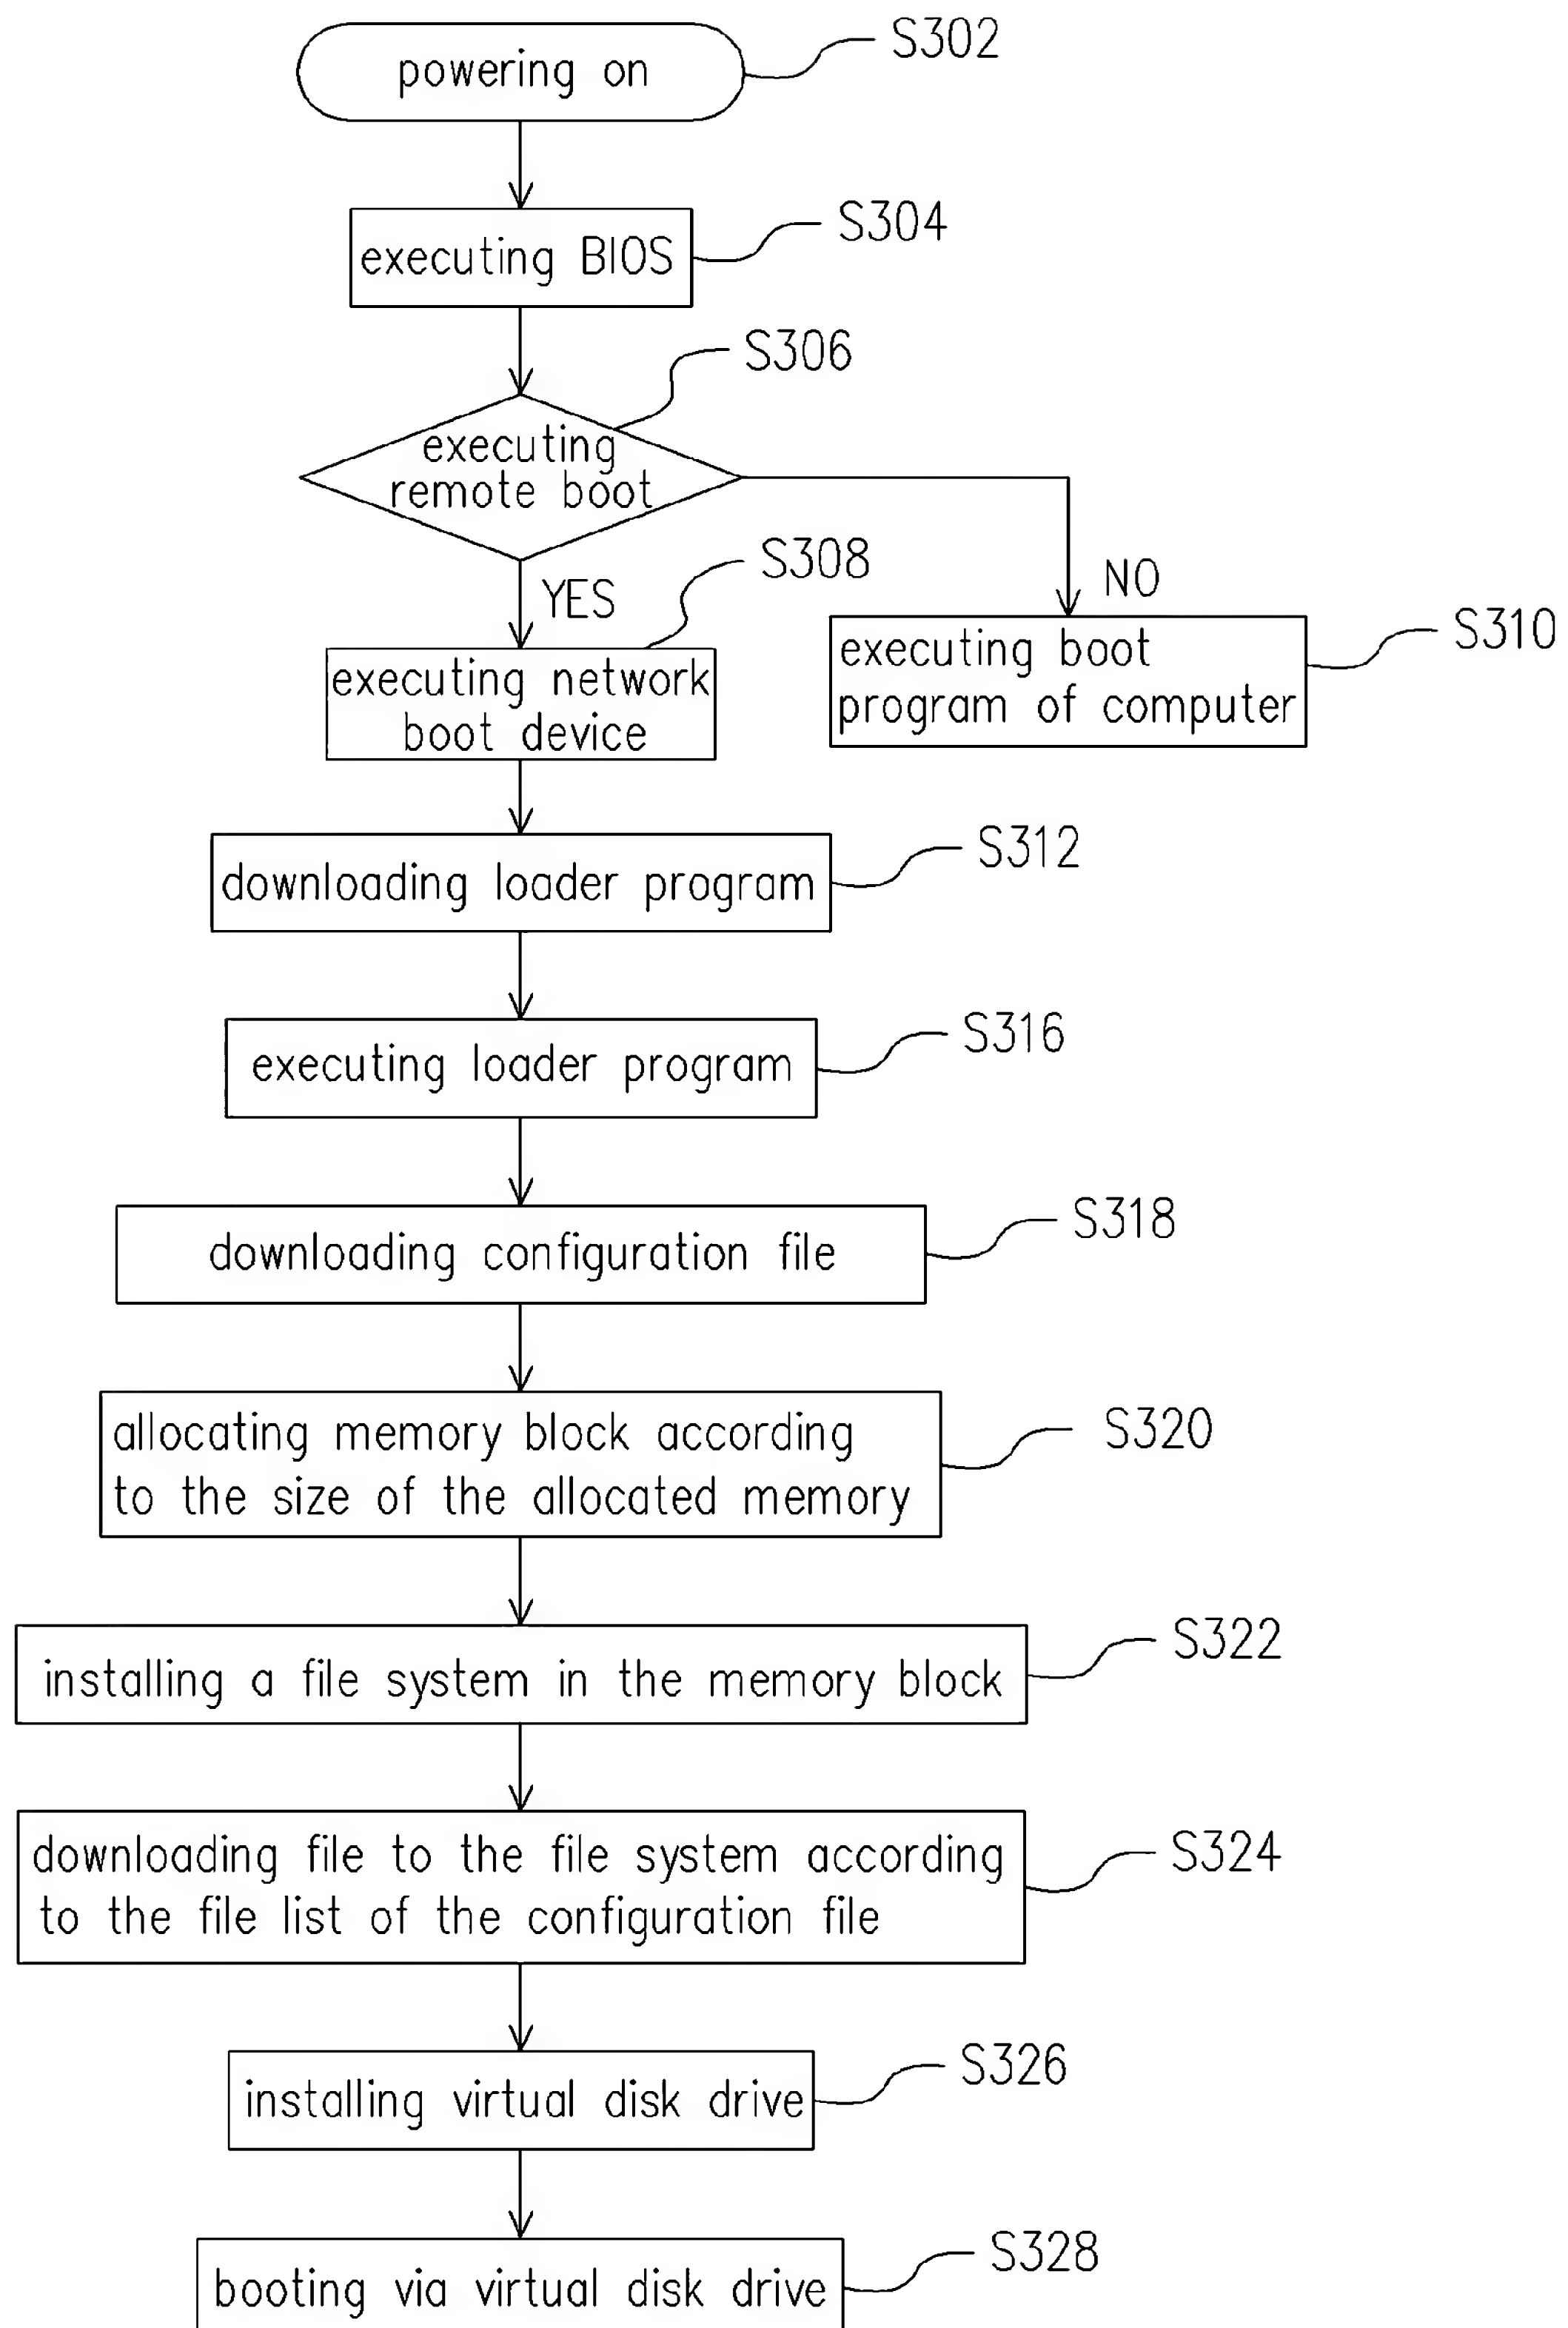 powering on
S302
executing BIOS
S304
S306
executing
remote boot
YES
NO
S308
executing network
boot device
executing boot
program of computer
S310
downloading loader program
S312
executing loader program
S316
downloading configuration file
S318
allocating memory block according
to the size of the allocated memory
S320
installing a file system in the memory block
S322
downloading file to the file system according
to the file list of the configuration file
S324
installing virtual disk drive
S326
booting via virtual disk drive
S328